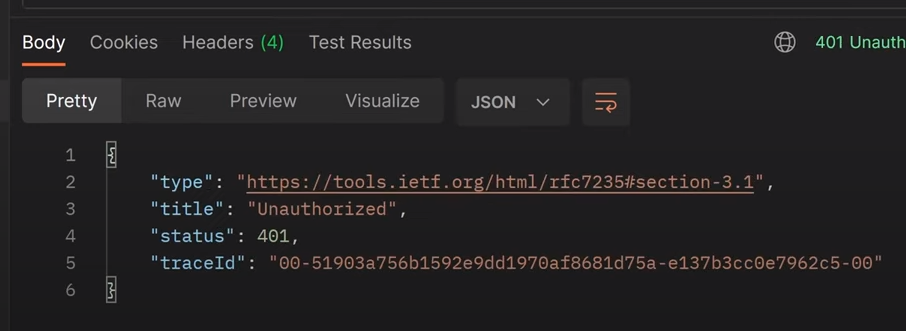 Body Cookies Headers (4) Test Results 401 Unauth
Pretty Raw Preview Visualize JSON
1 {
2 "type": "https://tools.ietf.org/html/rfc7235#section-3.1",
3 "title": "Unauthorized",
4 "status": 401,
5 "traceId": "00-51903a756b1592e9dd1970af8681d75a-e137b3cc0e7962c5-00"
6 }